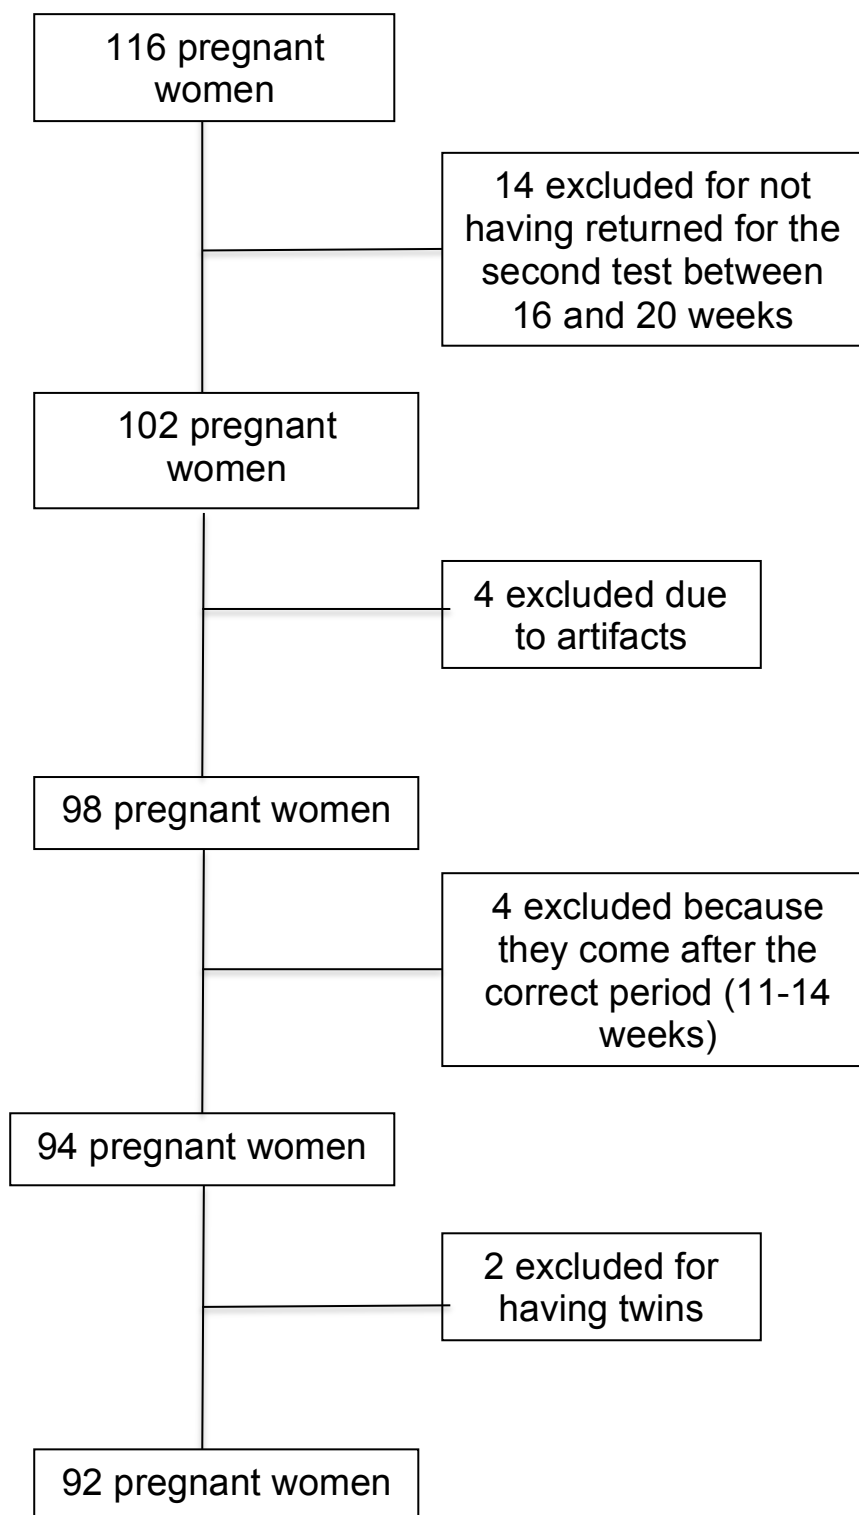 116 pregnant
women
14 excluded for not
having returned for the
second test between
16 and 20 weeks
102 pregnant
women
4 excluded due
to artifacts
98 pregnant women
4 excluded because
they come after the
correct period (11-14
weeks)
94 pregnant women
2 excluded for
having twins
92 pregnant women